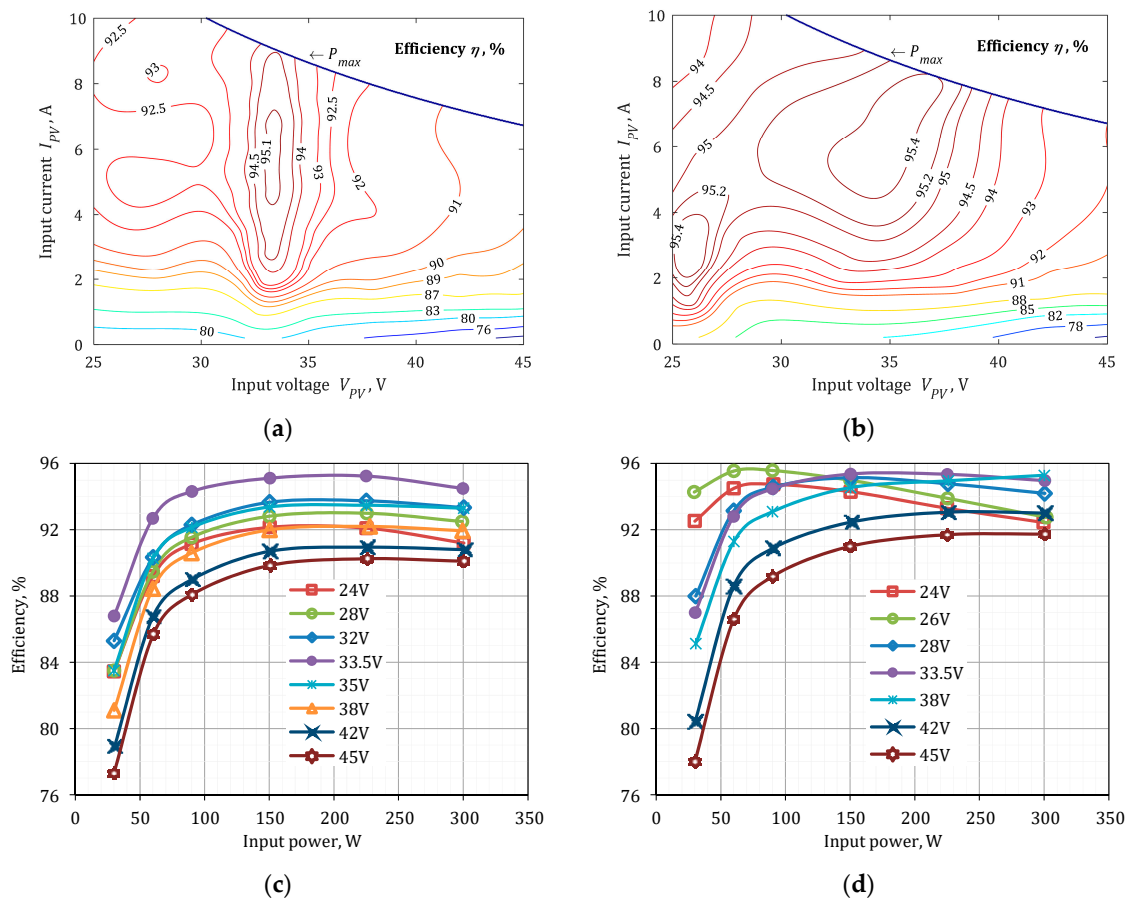 10
8
6
4
2
0
25
30
35
40
45
Input current I_PV, A
Input voltage V_PV, V
Efficiency η, %
← P_max
92.5
93
92.5
94.5
95.1
94
93
92.5
92
91
90
89
87
83
80
80
76
(a)
10
8
6
4
2
0
25
30
35
40
45
Input current I_PV, A
Input voltage V_PV, V
Efficiency η, %
← P_max
94
94.5
95
95.2
95.4
95.4
95.2
95
94.5
94
93
92
91
88
85
82
78
(b)
96
92
88
84
80
76
0
50
100
150
200
250
300
350
Efficiency, %
Input power, W
24V
28V
32V
33.5V
35V
38V
42V
45V
(c)
96
92
88
84
80
76
0
50
100
150
200
250
300
350
Efficiency, %
Input power, W
24V
26V
28V
33.5V
38V
42V
45V
(d)